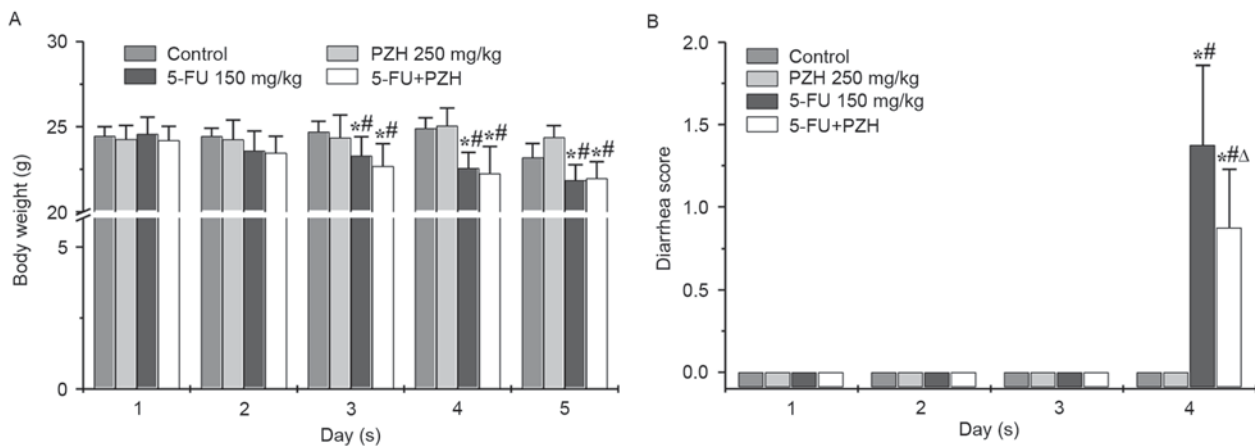 A
Body weight (g)
30
25
20
5
0
Control
PZH 250 mg/kg
5-FU 150 mg/kg
5-FU+PZH
*# *#
*# *#
*# *#
1 2 3 4 5
Day (s)
B
Diarrhea score
2.0
1.5
1.0
0.5
0.0
Control
PZH 250 mg/kg
5-FU 150 mg/kg
5-FU+PZH
*#
*#Δ
1 2 3 4
Day (s)